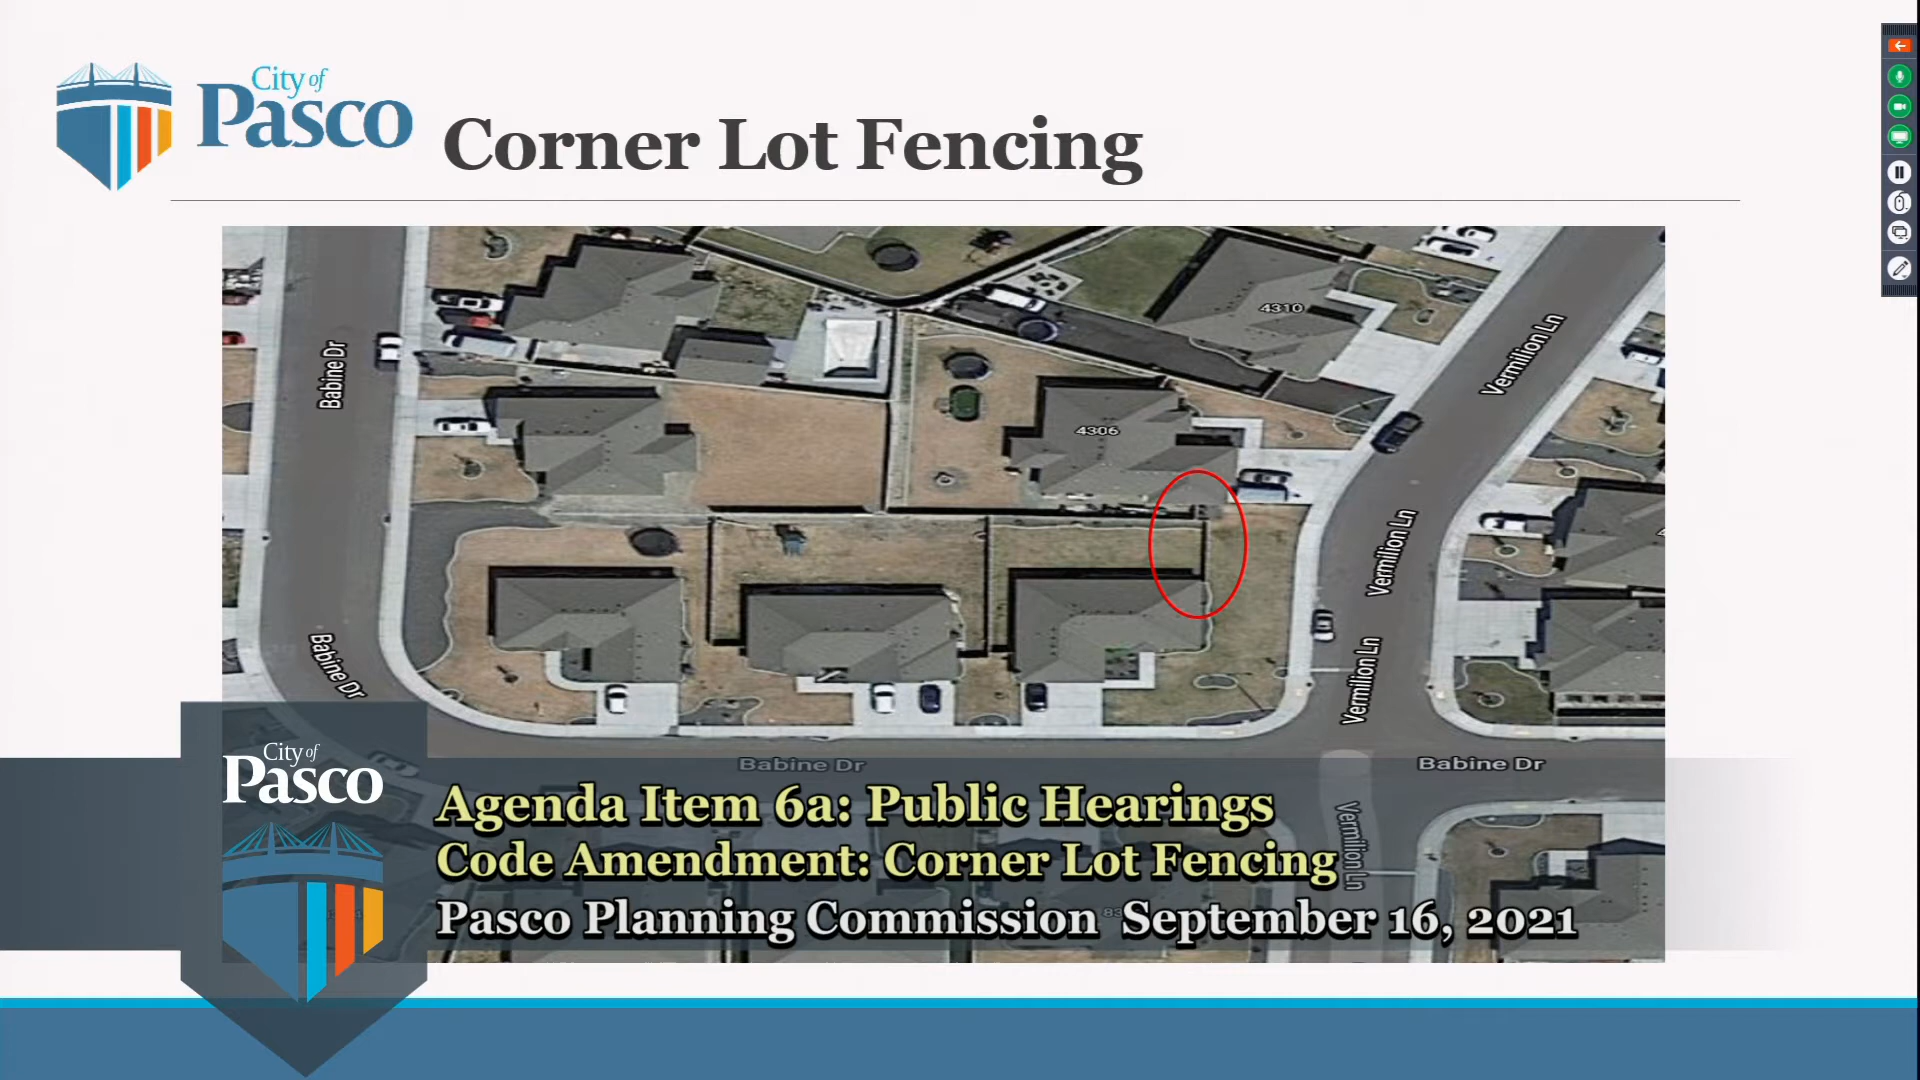 City of
Pasco
Corner Lot Fencing
4310
Vermilion Ln
Babine Dr
4306
Vermilion Ln
Babine Dr
Vermilion Ln
Babine Dr
Babine Dr
Vermilion Ln
City of
Pasco
Agenda Item 6a: Public Hearings
Code Amendment: Corner Lot Fencing
Pasco Planning Commission September 16, 2021